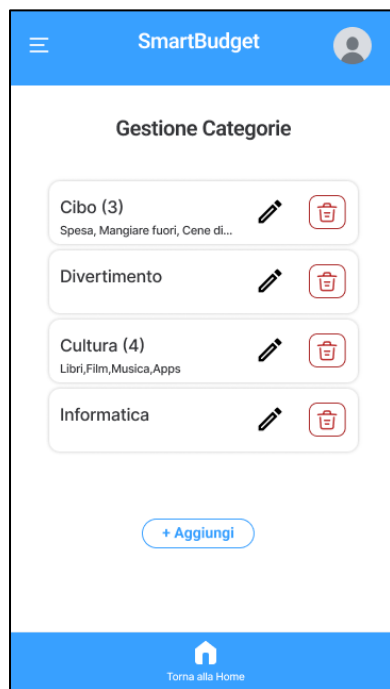 SmartBudget
Gestione Categorie
Cibo (3)
Spesa, Mangiare fuori, Cene di...
Divertimento
Cultura (4)
Libri,Film,Musica,Apps
Informatica
+ Aggiungi
Torna alla Home